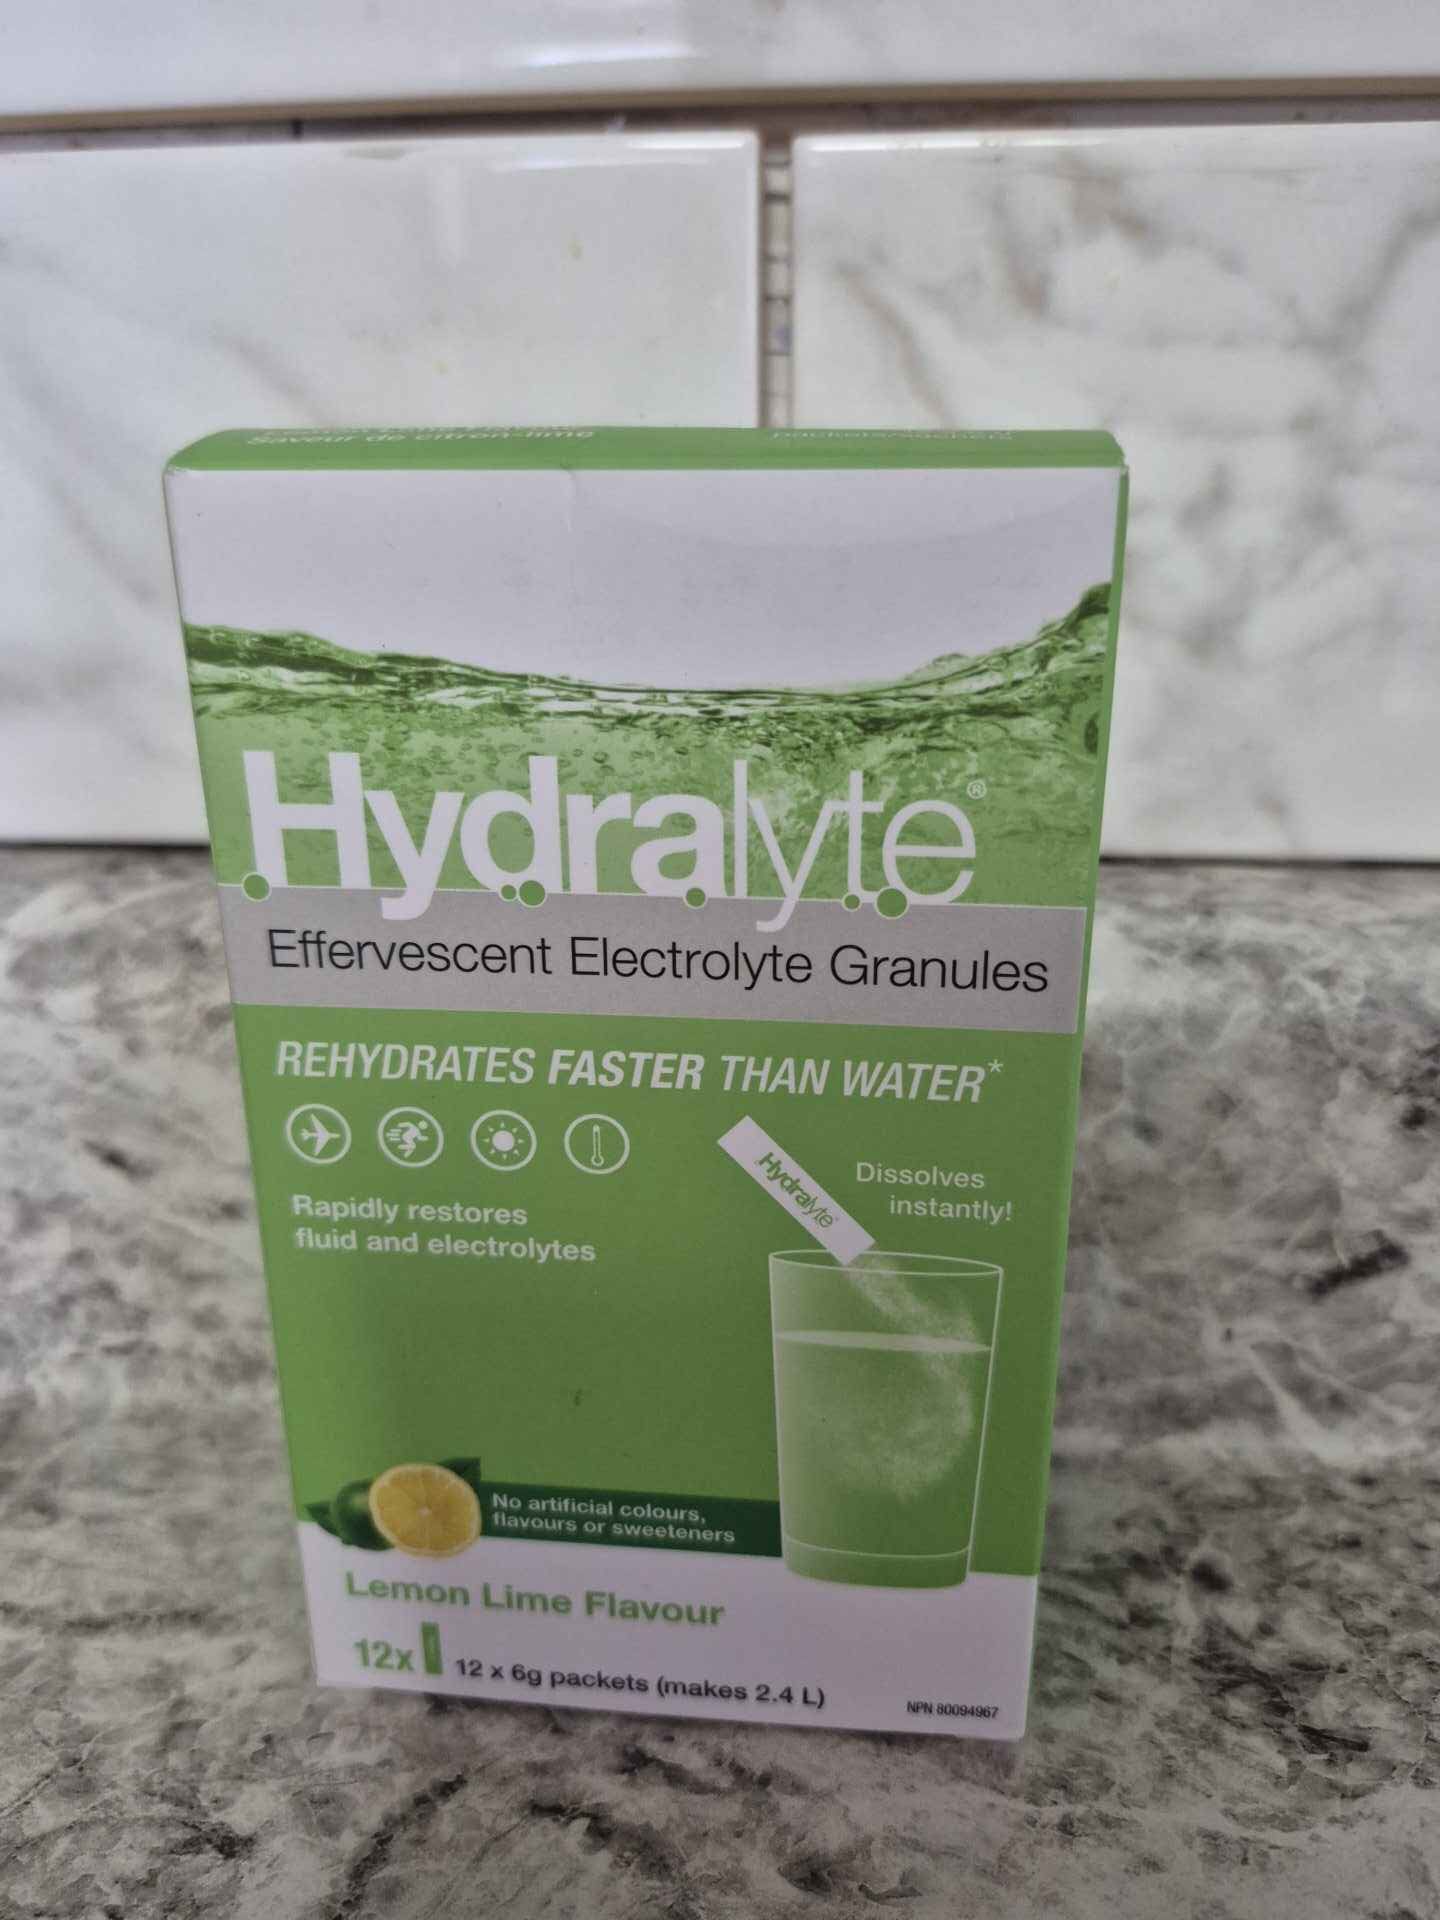 Saveur de citron-lime
packets/sachets
Hydralyte®
Effervescent Electrolyte Granules
REHYDRATES FASTER THAN WATER*
Rapidly restores
fluid and electrolytes
Hydralyte
Dissolves
instantly!
No artificial colours,
flavours or sweeteners
Lemon Lime Flavour
12x
12 x 6g packets (makes 2.4 L)
NPN 80094967